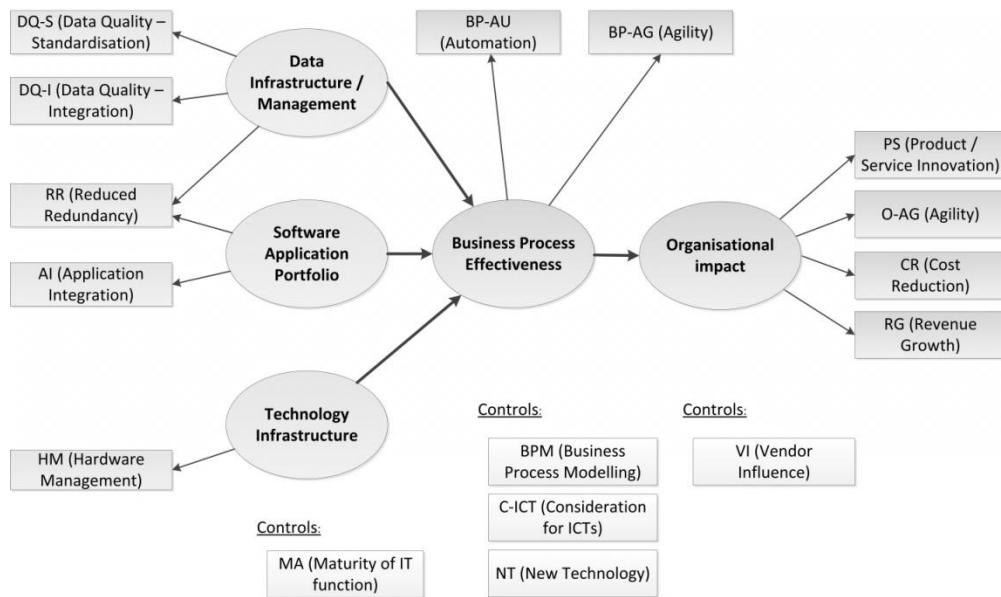 DQ-S (Data Quality –
Standardisation)
DQ-I (Data Quality –
Integration)
RR (Reduced
Redundancy)
AI (Application
Integration)
HM (Hardware
Management)
Data
Infrastructure /
Management
Software
Application
Portfolio
Technology
Infrastructure
BP-AU
(Automation)
BP-AG (Agility)
Business Process
Effectiveness
Organisational
impact
PS (Product /
Service Innovation)
O-AG (Agility)
CR (Cost
Reduction)
RG (Revenue
Growth)
Controls:
MA (Maturity of IT
function)
Controls:
BPM (Business
Process Modelling)
C-ICT (Consideration
for ICTs)
NT (New Technology)
Controls:
VI (Vendor
Influence)